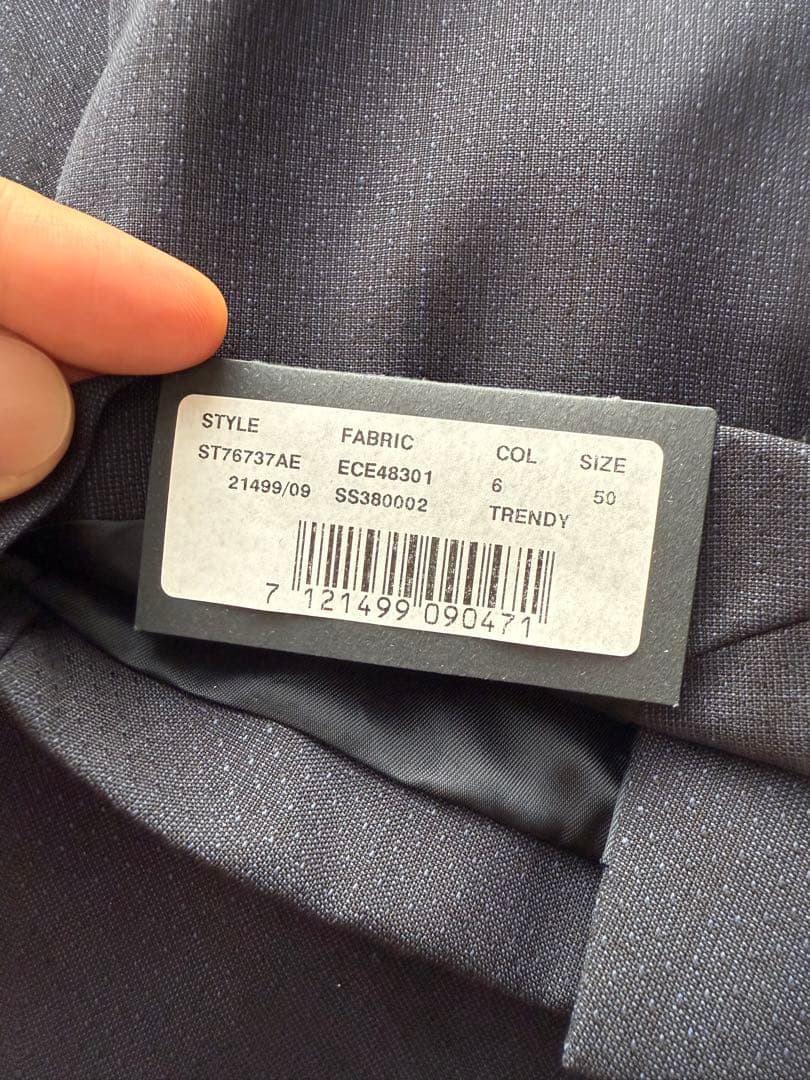 STYLE FABRIC COL SIZE
ST76737AE ECE48301 6 50
21499/09 SS380002 TRENDY
7 121499 090471